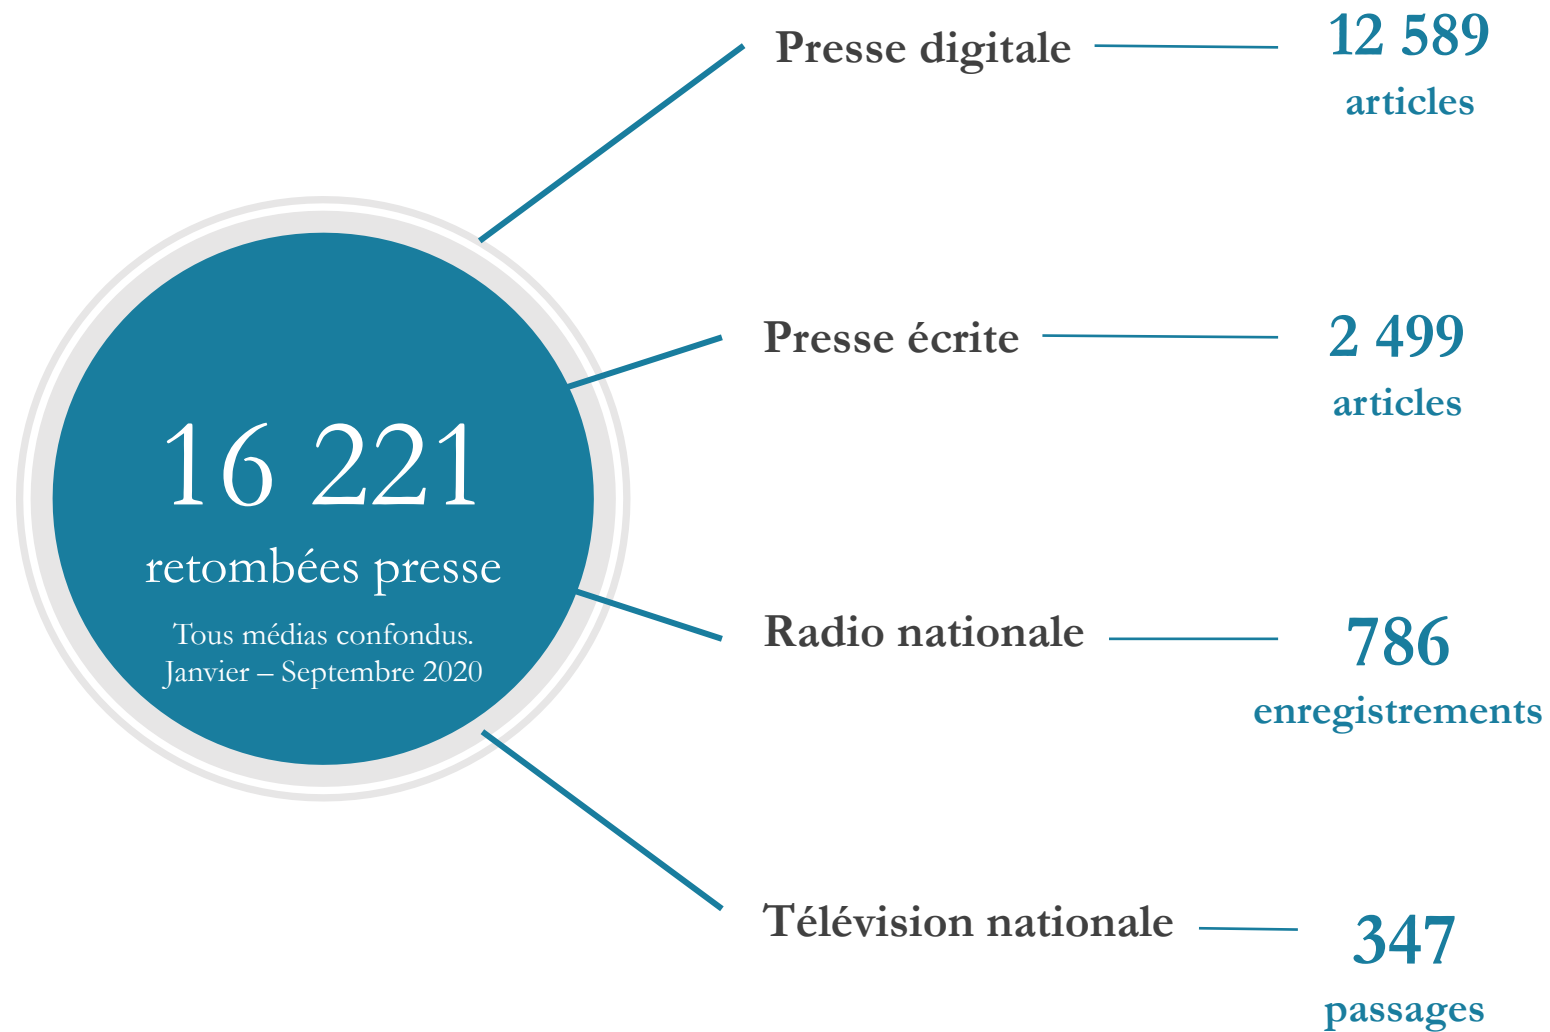 16 221
retombées presse
Tous médias confondus.
Janvier – Septembre 2020
Presse digitale
12 589
articles
Presse écrite
2 499
articles
Radio nationale
786
enregistrements
Télévision nationale
347
passages